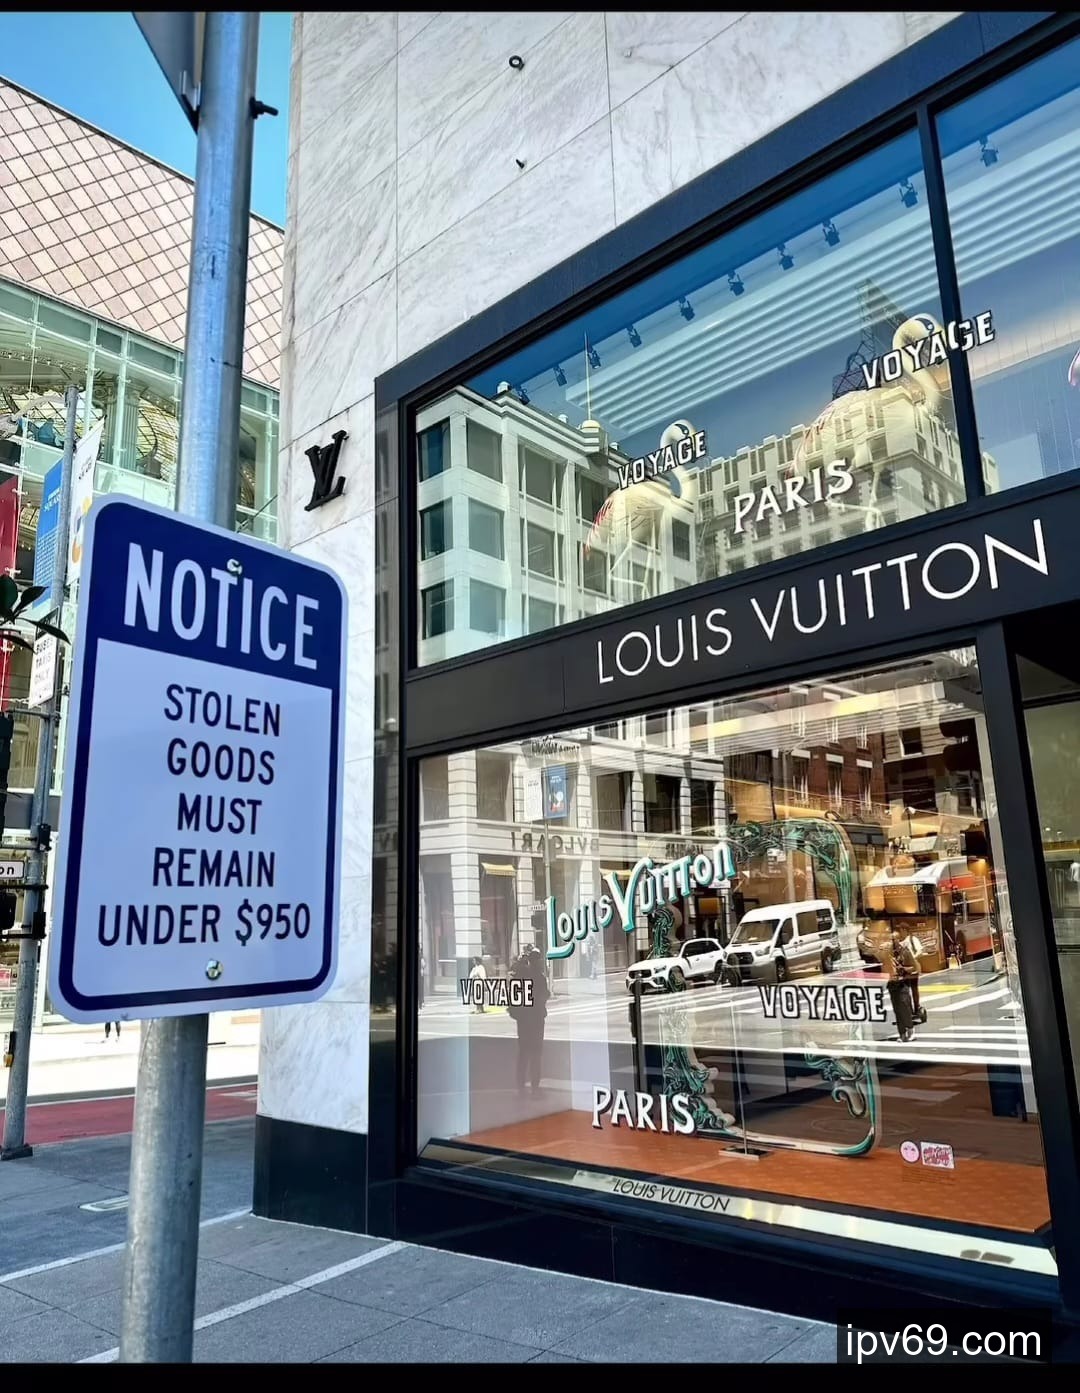 NOTICE
STOLEN
GOODS
MUST
REMAIN
UNDER $950
LV
VOYAGE
VOYAGE
PARIS
LOUIS VUITTON
BVLGARI
Louis Vuitton
VOYAGE
VOYAGE
PARIS
LOUIS VUITTON
ipv69.com